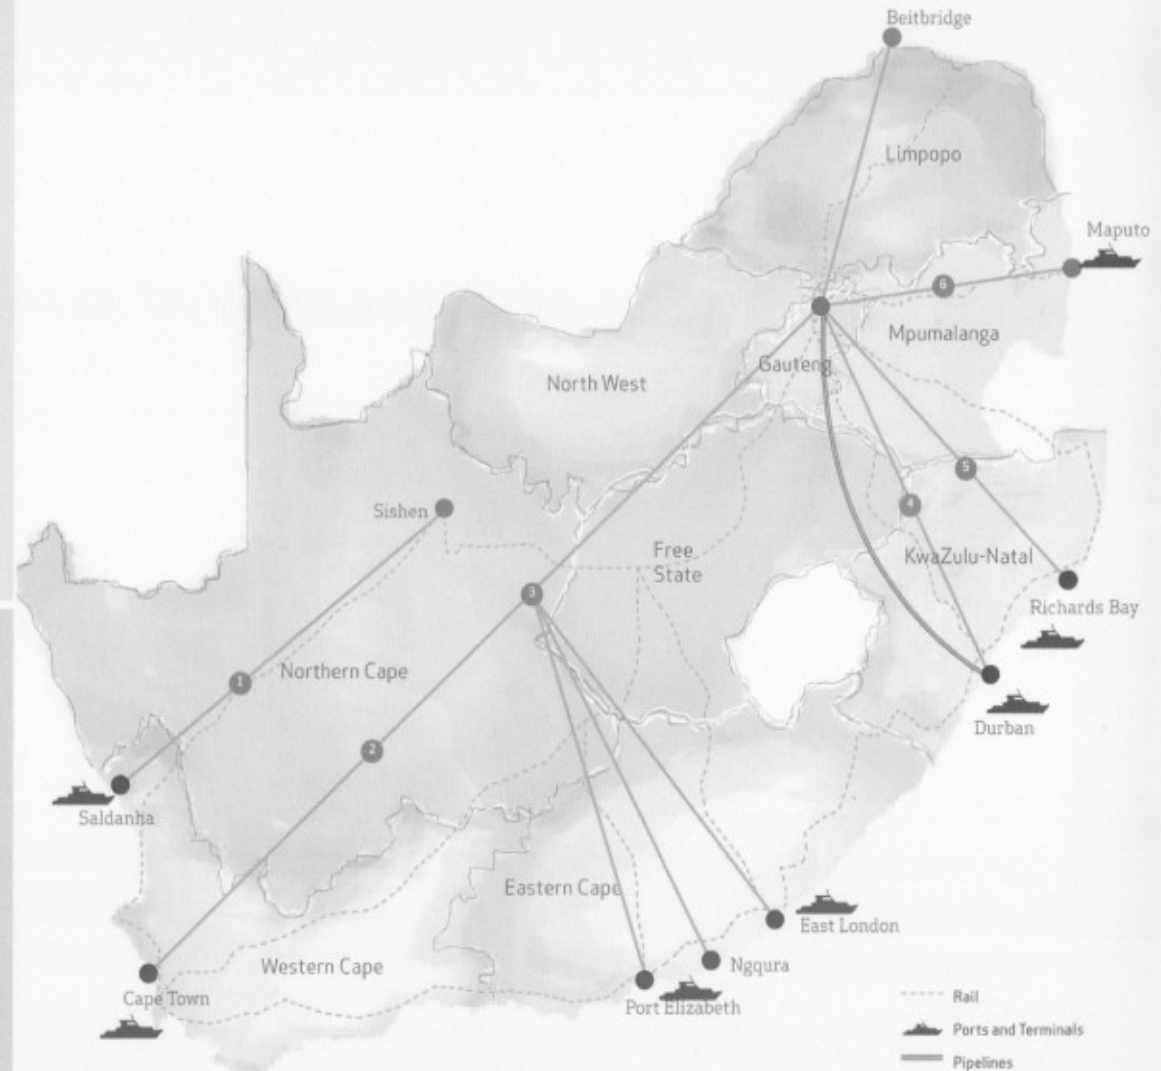 Beitbridge
Limpopo
Maputo
6
Mpumalanga
Gauteng
North West
5
Sishen
4
Free
State
KwaZulu-Natal
3
Richards Bay
Northern Cape
1
Durban
2
Saldanha
Eastern Cape
East London
Western Cape
Ngqura
Cape Town
Port Elizabeth
Rail
Ports and Terminals
Pipelines